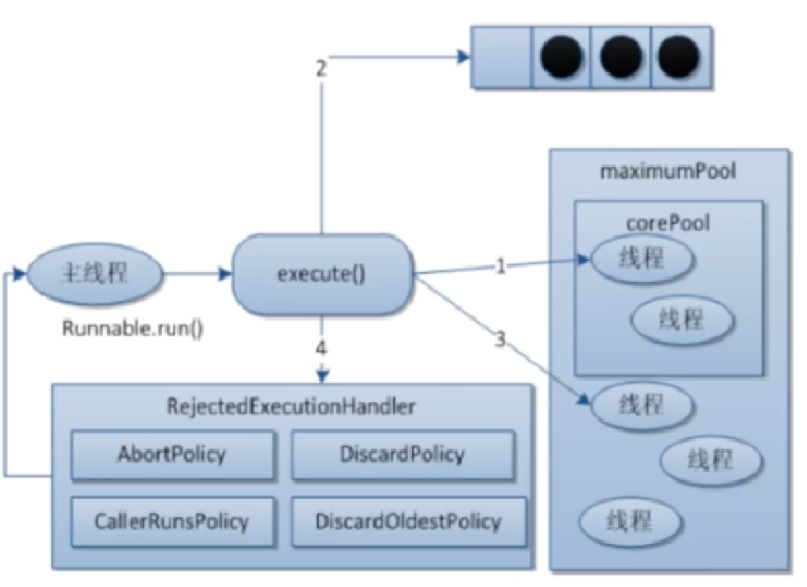 2
maximumPool
corePool
线程
线程
主线程
execute()
1
Runnable.run()
3
4
线程
RejectedExecutionHandler
AbortPolicy
DiscardPolicy
线程
CallerRunsPolicy
DiscardOldestPolicy
线程